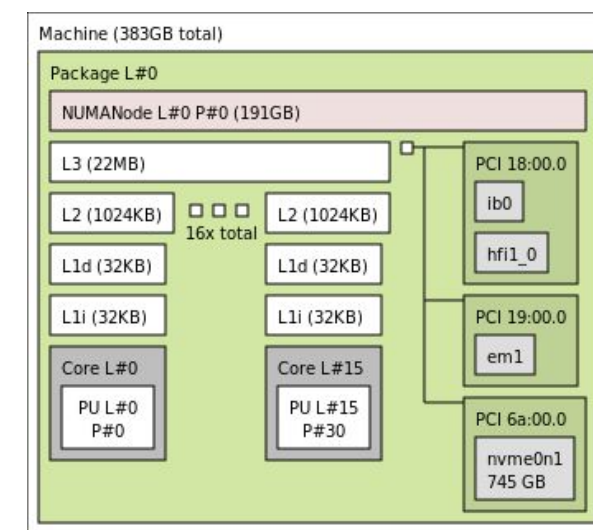 Machine (383GB total)
Package L#0
NUMANode L#0 P#0 (191GB)
L3 (22MB)
L2 (1024KB)
16x total
L2 (1024KB)
L1d (32KB)
L1d (32KB)
L1i (32KB)
L1i (32KB)
Core L#0
PU L#0
P#0
Core L#15
PU L#15
P#30
PCI 18:00.0
ib0
hfi1_0
PCI 19:00.0
em1
PCI 6a:00.0
nvme0n1
745 GB